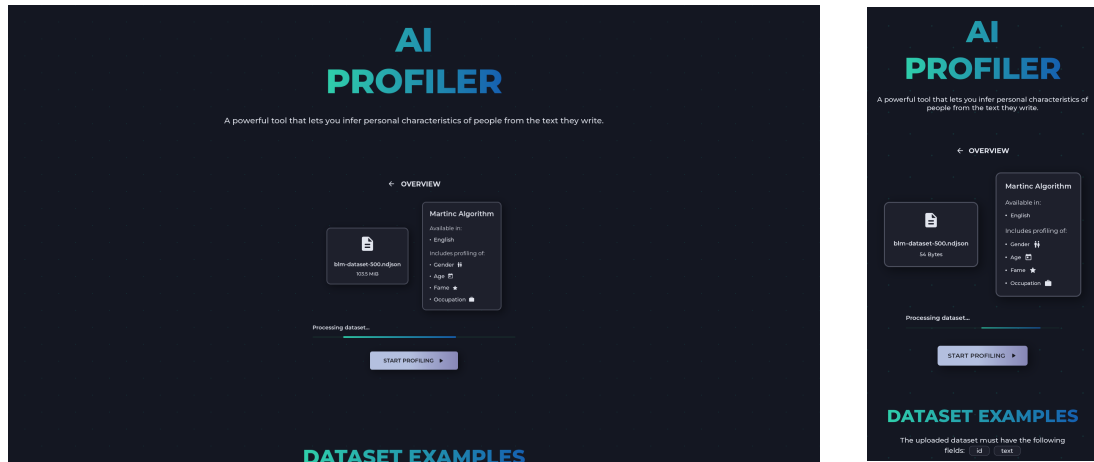 AI
PROFILER
A powerful tool that lets you infer personal characteristics of people from the text they write.
← OVERVIEW
blm-dataset-500.ndjson
103.5 MiB
Martinc Algorithm
Available in:
• English
Includes profiling of:
• Gender
• Age
• Fame
• Occupation
Processing dataset...
START PROFILING
DATASET EXAMPLES
AI
PROFILER
A powerful tool that lets you infer personal characteristics of
people from the text they write.
← OVERVIEW
blm-dataset-500.ndjson
54 Bytes
Martinc Algorithm
Available in:
• English
Includes profiling of:
• Gender
• Age
• Fame
• Occupation
Processing dataset...
START PROFILING
DATASET EXAMPLES
The uploaded dataset must have the following
fields: id text